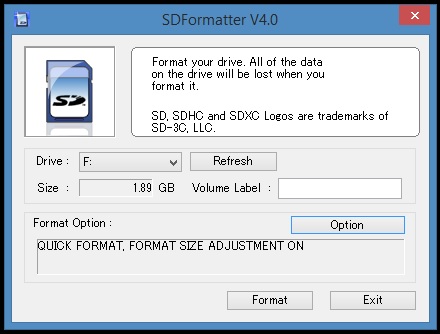 SDFormatter V4.0
Format your drive. All of the data
on the drive will be lost when you
format it.
SD, SDHC and SDXC Logos are trademarks of
SD-3C, LLC.
SD
Drive : F: Refresh
Size : 1.89 GB Volume Label :
Format Option : Option
QUICK FORMAT, FORMAT SIZE ADJUSTMENT ON
Format Exit